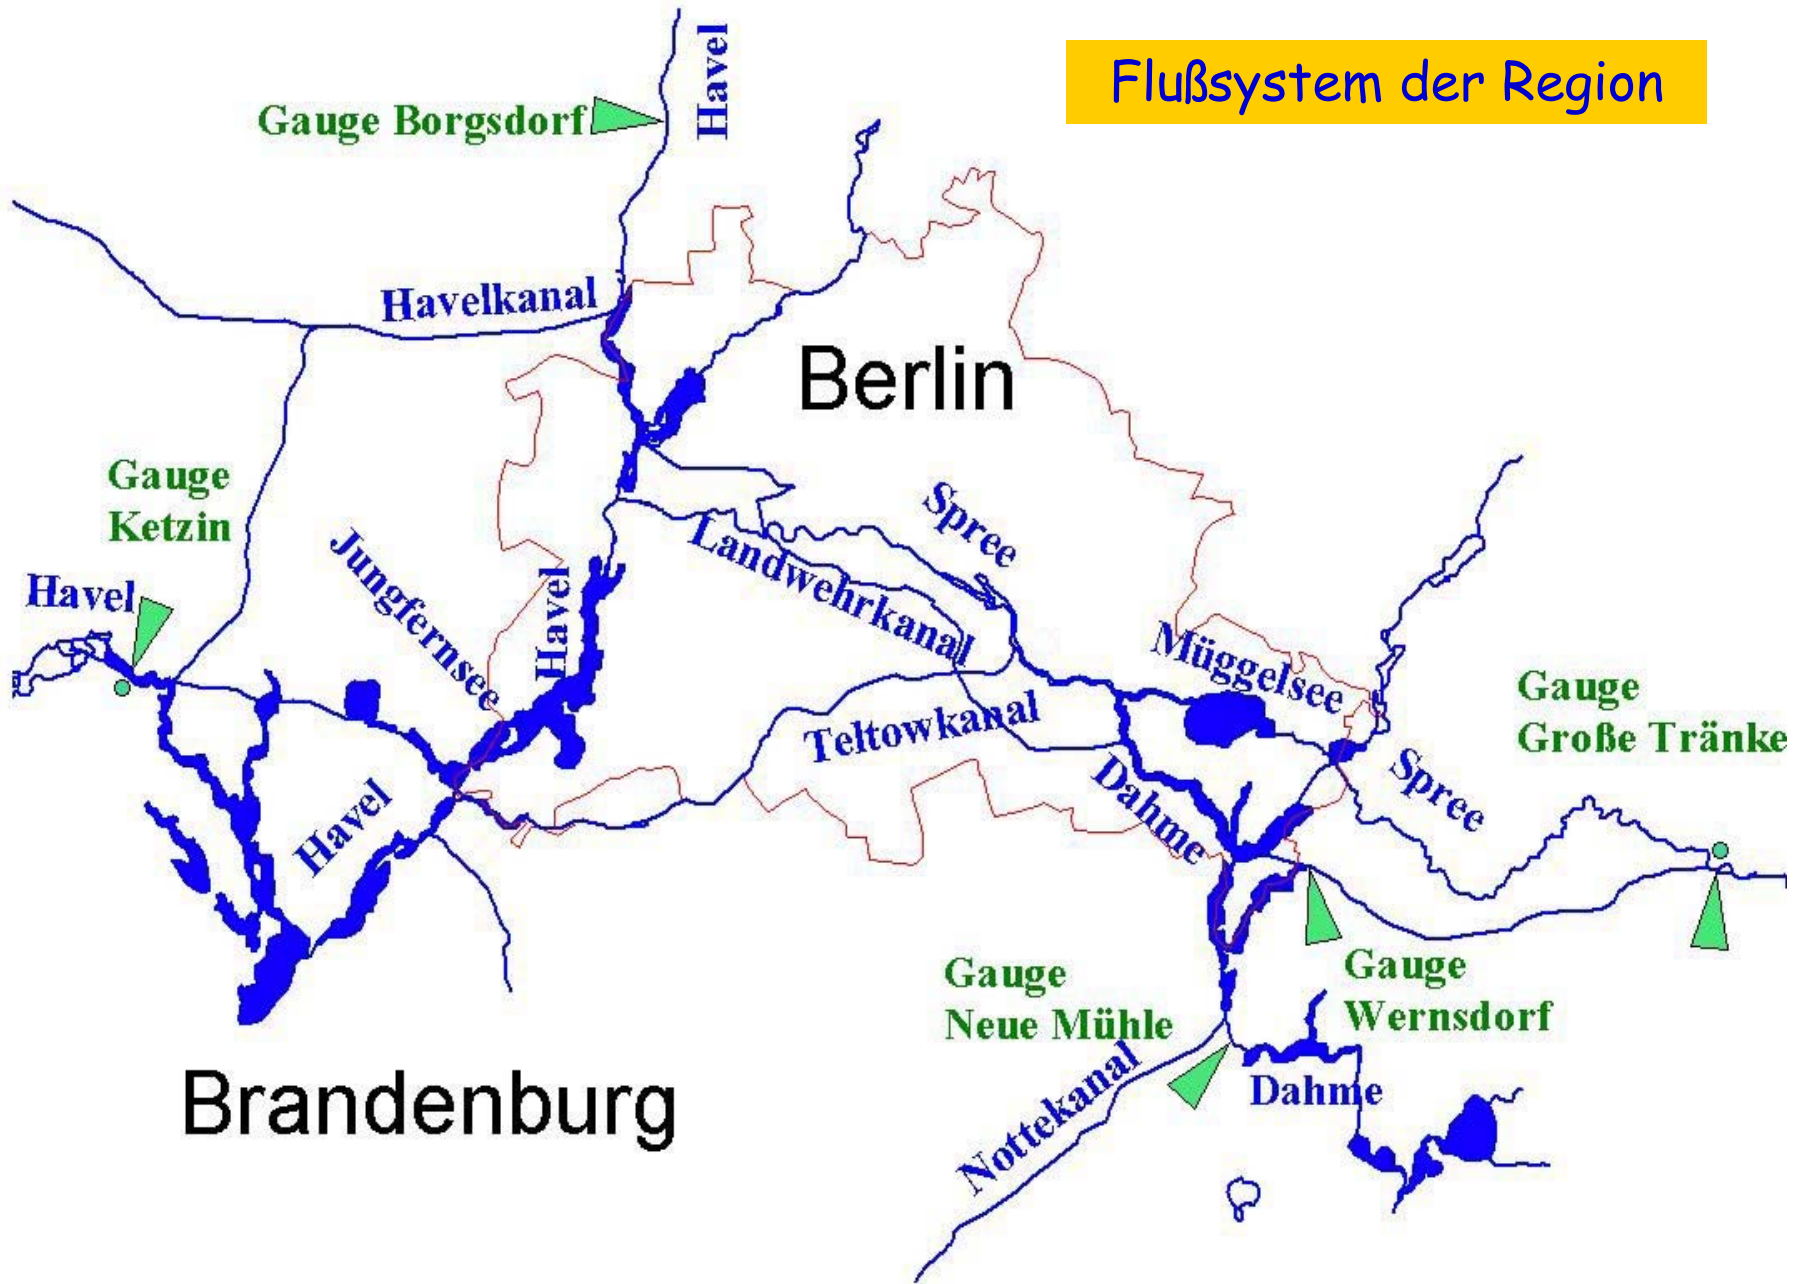 Flußsystem der Region
Havel
Gauge Borgsdorf
Havelkanal
Berlin
Gauge
Ketzin
Havel
Jungfernsee
Havel
Landwehrkanal
Spree
Müggelsee
Teltowkanal
Gauge
Große Tränke
Spree
Dahme
Havel
Gauge
Neue Mühle
Gauge
Wernsdorf
Nottekanal
Dahme
Brandenburg